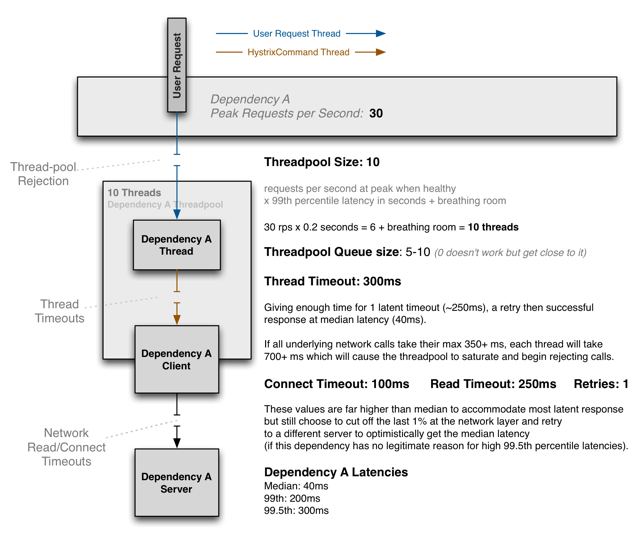 User Request Thread
HystrixCommand Thread
User Request
Dependency A
Peak Requests per Second: 30
Thread-pool
Rejection
Threadpool Size: 10
requests per second at peak when healthy
x 99th percentile latency in seconds + breathing room
30 rps x 0.2 seconds = 6 + breathing room = 10 threads
10 Threads
Dependency A Threadpool
Dependency A
Thread
Threadpool Queue size: 5-10 (0 doesn't work but get close to it)
Thread Timeout: 300ms
Giving enough time for 1 latent timeout (~250ms), a retry then successful
response at median latency (40ms).
Thread
Timeouts
If all underlying network calls take their max 350+ ms, each thread will take
700+ ms which will cause the threadpool to saturate and begin rejecting calls.
Dependency A
Client
Connect Timeout: 100ms Read Timeout: 250ms Retries: 1
These values are far higher than median to accommodate most latent response
but still choose to cut off the last 1% at the network layer and retry
to a different server to optimistically get the median latency
(if this dependency has no legitimate reason for high 99.5th percentile latencies).
Network
Read/Connect
Timeouts
Dependency A
Server
Dependency A Latencies
Median: 40ms
99th: 200ms
99.5th: 300ms